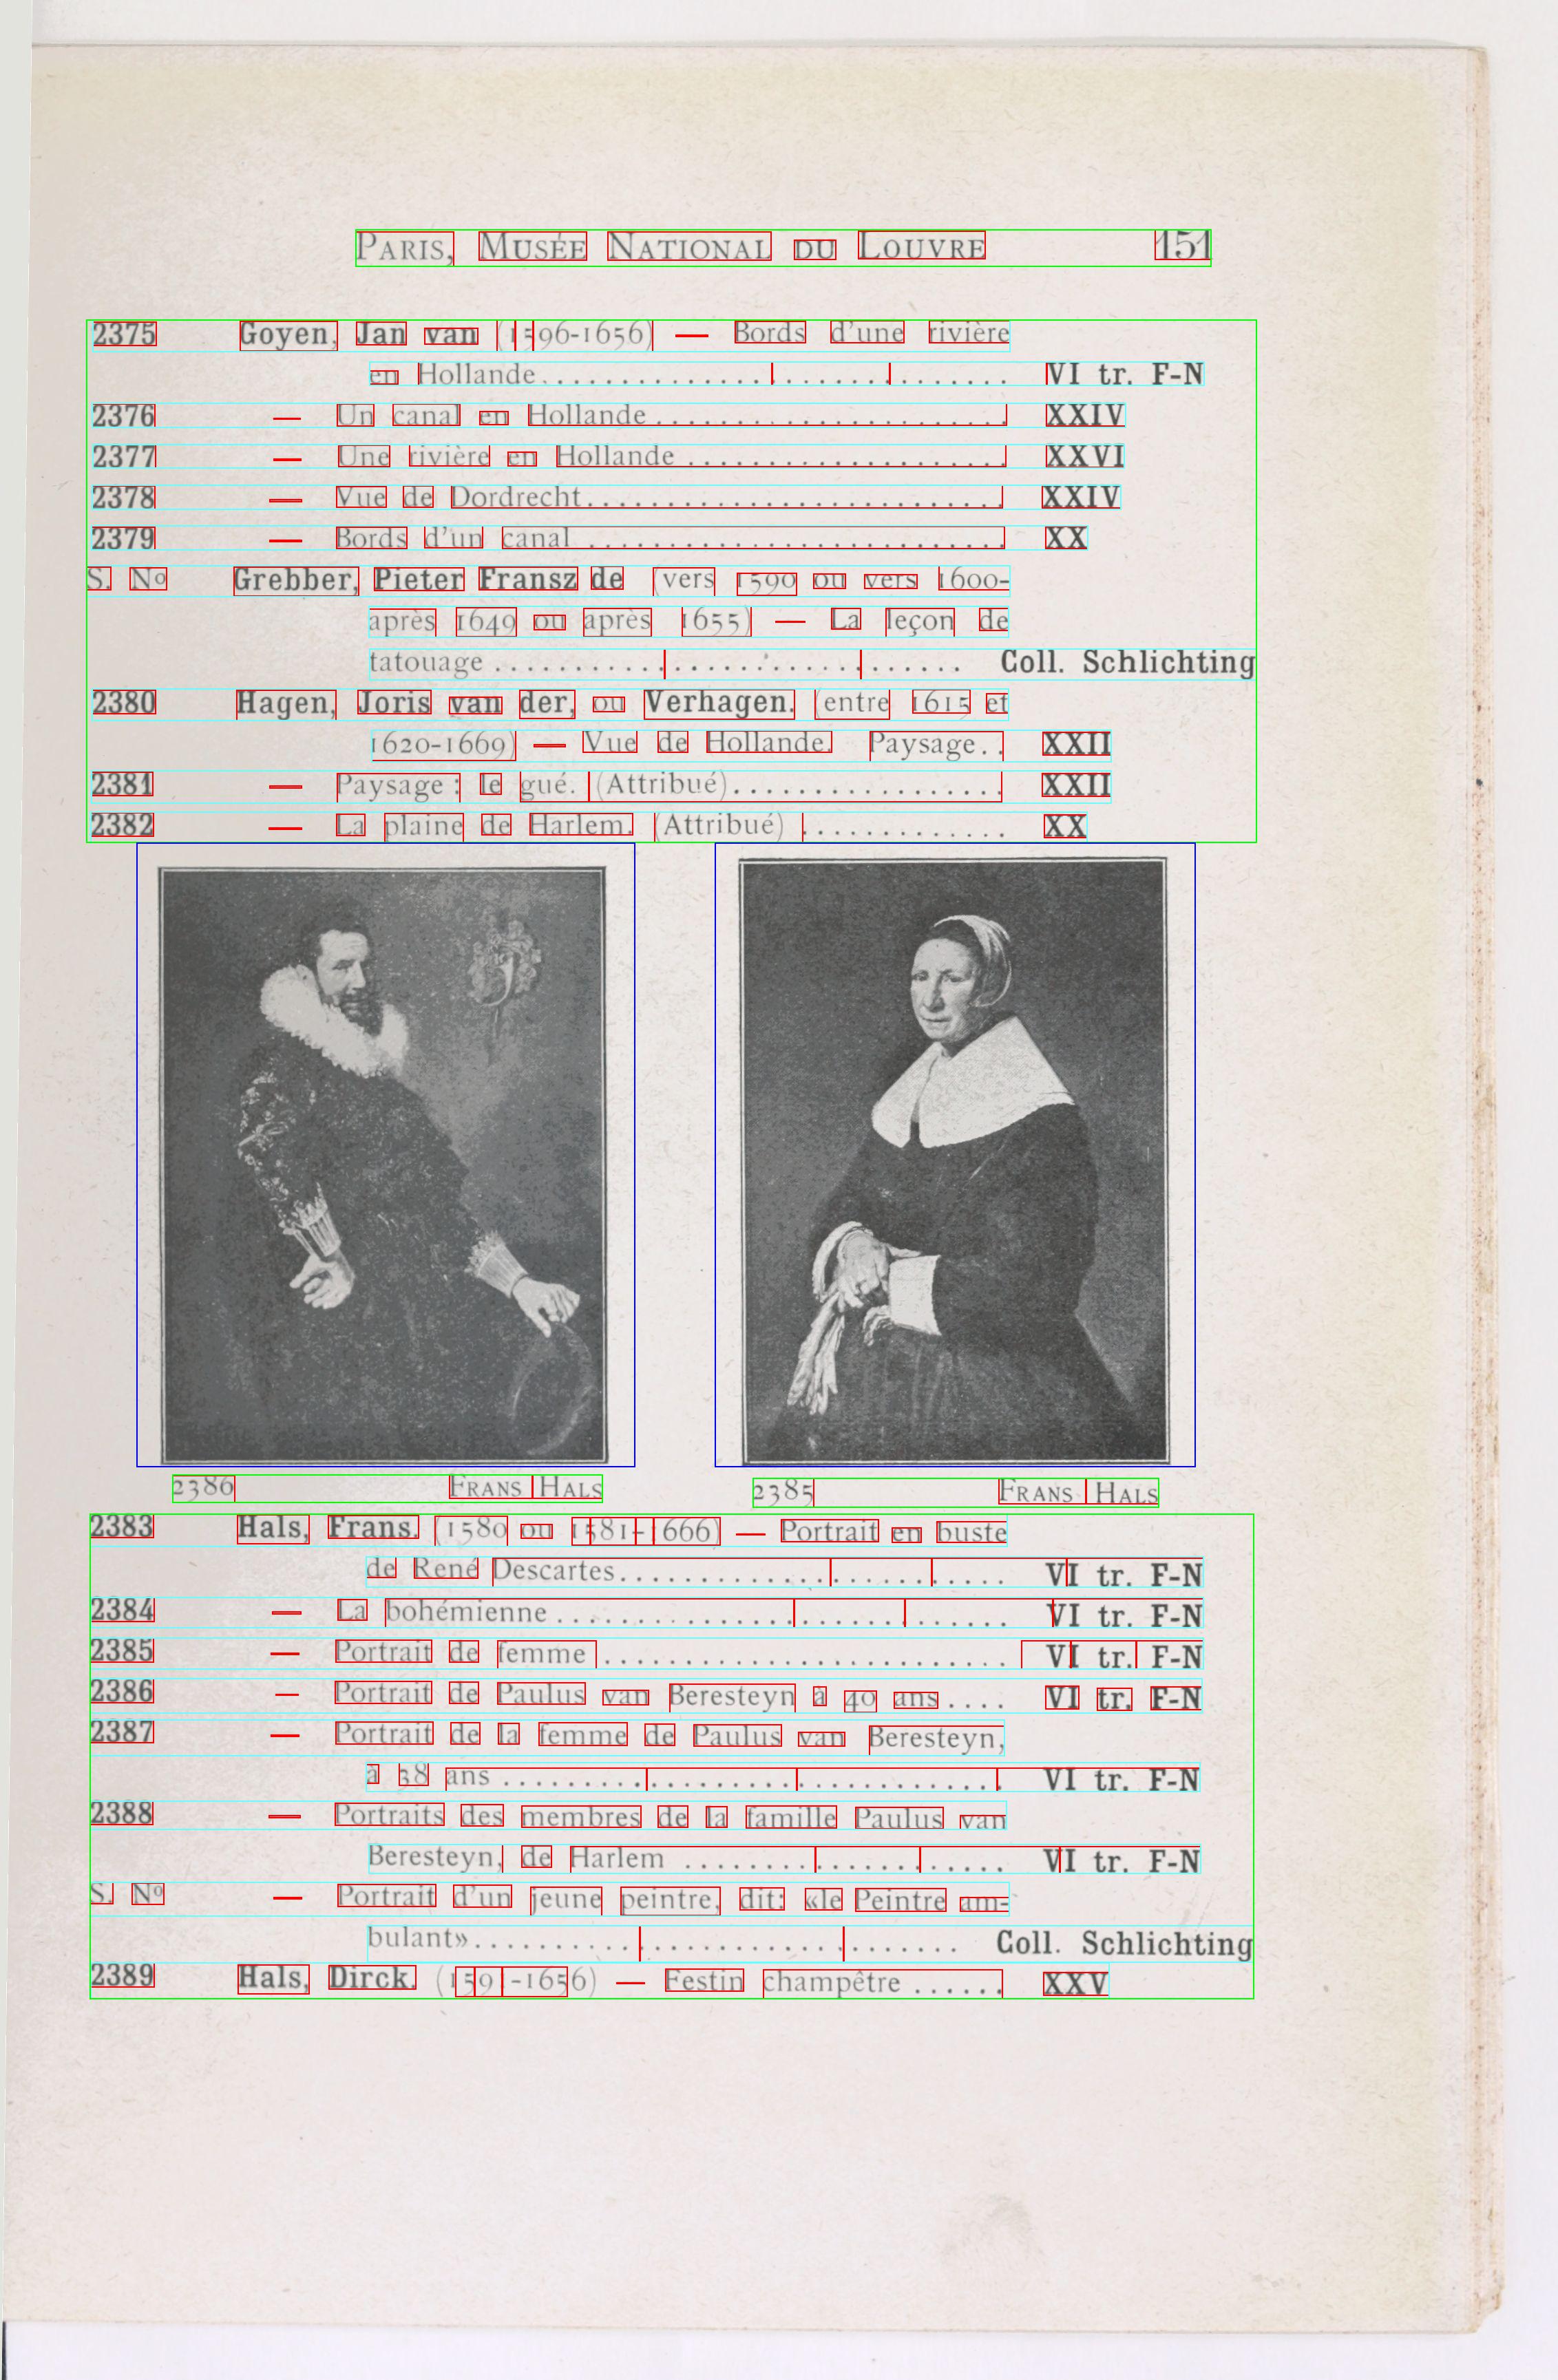 PARIS, MUSÉE NATIONAL DU LOUVRE 151
2375 Goyen, Jan van (1596-1656) — Bords d'une rivière
en Hollande.................................. VI tr. F-N
2376 — Un canal en Hollande...................... XXIV
2377 — Une rivière en Hollande.................... XXVI
2378 — Vue de Dordrecht.......................... XXIV
2379 — Bords d'un canal .......................... XX
S. No Grebber, Pieter Fransz de (vers 1590 ou vers 1600-
après 1649 ou après 1655) — La leçon de
tatouage ............................ Coll. Schlichting
2380 Hagen, Joris van der, ou Verhagen. (entre 1615 et
1620-1669) — Vue de Hollande. Paysage.. XXII
2381 — Paysage: le gué. (Attribué)................. XXII
2382 — La plaine de Harlem. (Attribué) ............. XX
2386 FRANS HALS
2385 FRANS HALS
2383 Hals, Frans. (1580 ou 1581-1666) — Portrait en buste
de René Descartes............................ VI tr. F-N
2384 — La bohémienne ............................. VI tr. F-N
2385 — Portrait de femme .......................... VI tr. F-N
2386 — Portrait de Paulus van Beresteyn à 40 ans .... VI tr. F-N
2387 — Portrait de la femme de Paulus van Beresteyn,
à 38 ans ................................ VI tr. F-N
2388 — Portraits des membres de la famille Paulus van
Beresteyn, de Harlem ..................... VI tr. F-N
S. Nº — Portrait d'un jeune peintre, dit: «le Peintre am-
bulant».............................. Coll. Schlichting
2389 Hals, Dirck. (1591-1656) — Festin champêtre ...... XXV